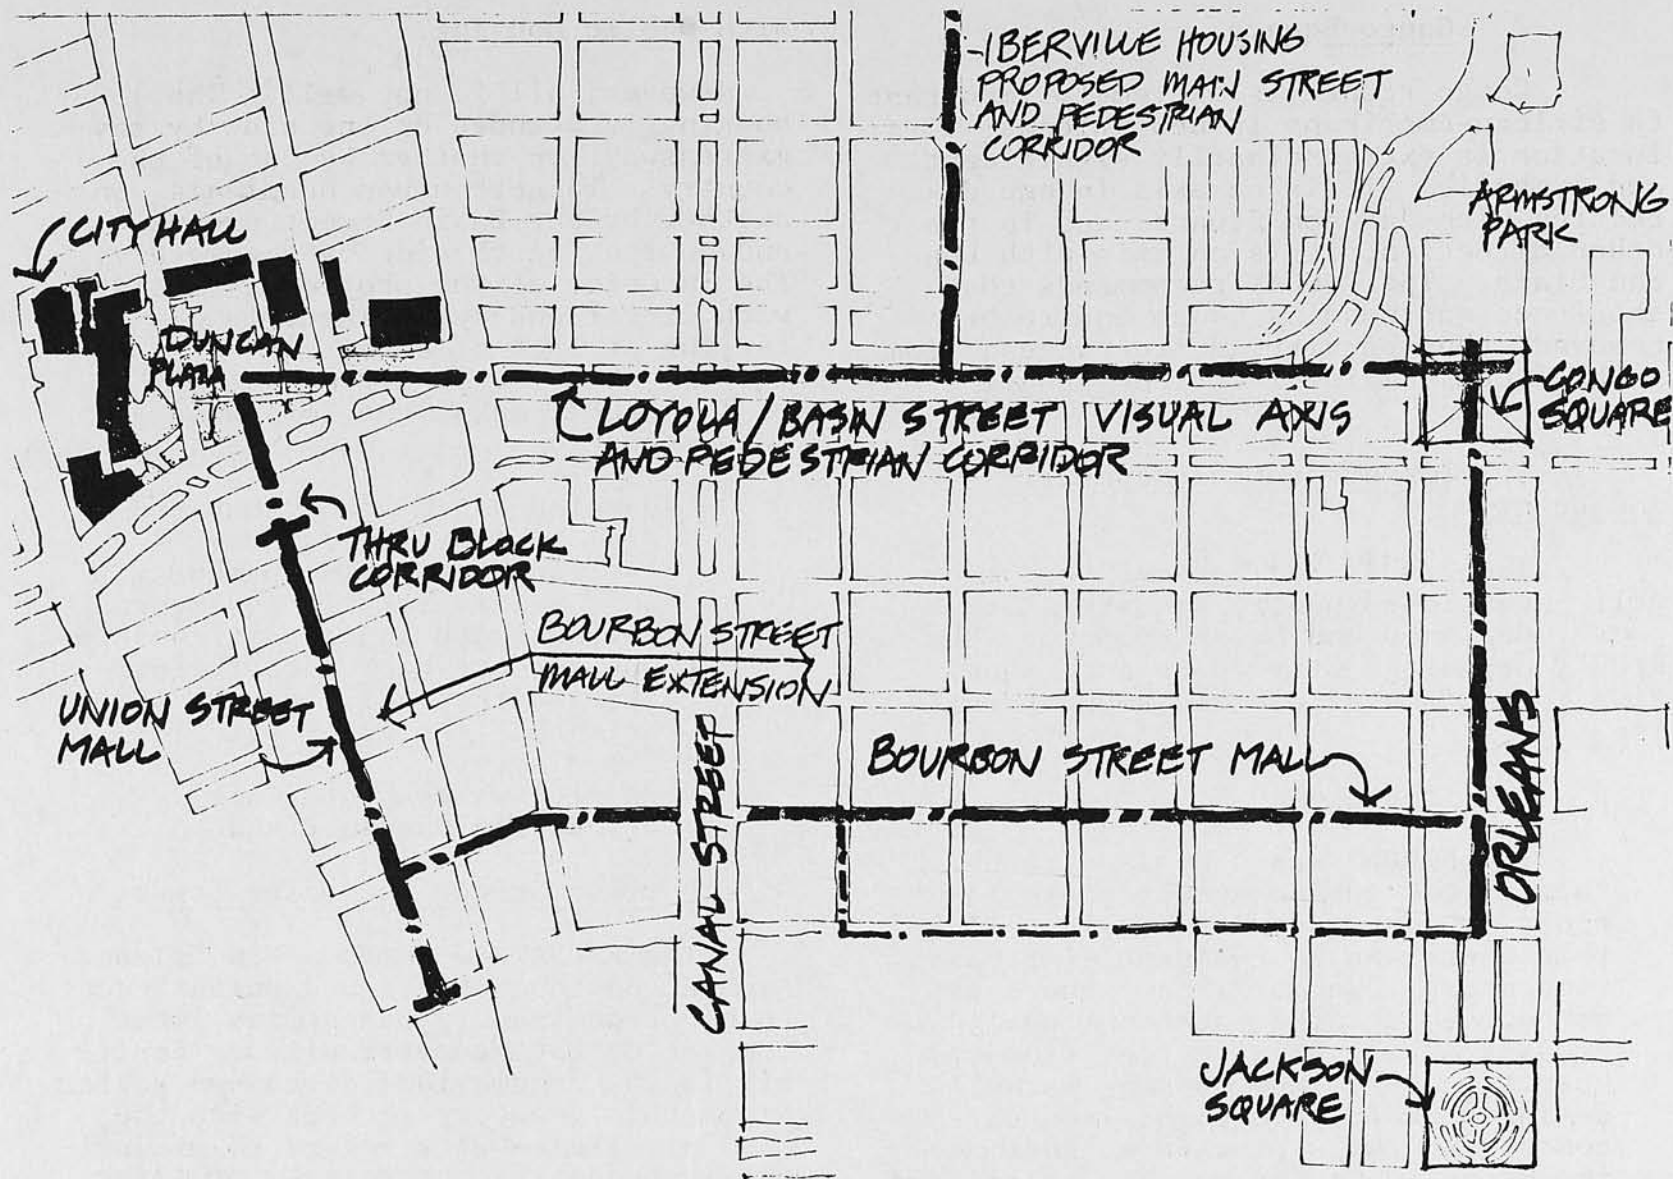 IBERVILLE HOUSING
PROPOSED MAIN STREET
AND PEDESTRIAN
CORRIDOR
ARMSTRONG
PARK
CITY HALL
DUNCAN
PLAZA
CONGO
SQUARE
LOYOLA/BASIN STREET VISUAL AXIS
AND PEDESTRIAN CORRIDOR
THRU BLOCK
CORRIDOR
BOURBON STREET
MALL EXTENSION
UNION STREET
MALL
BOURBON STREET MALL
CANAL STREET
ORLEANS
JACKSON
SQUARE